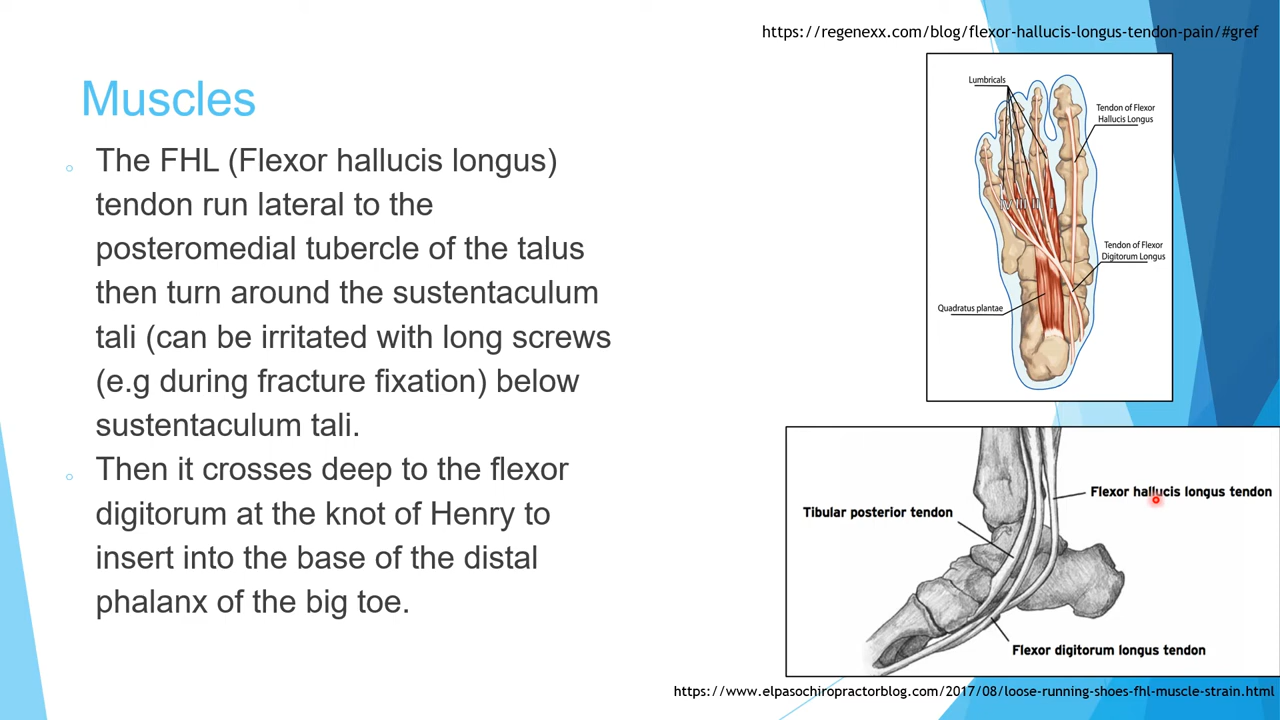 https://regenexx.com/blog/flexor-hallucis-longus-tendon-pain/#gref
Muscles
The FHL (Flexor hallucis longus)
tendon run lateral to the
posteromedial tubercle of the talus
then turn around the sustentaculum
tali (can be irritated with long screws
(e.g during fracture fixation) below
sustentaculum tali.
Then it crosses deep to the flexor
digitorum at the knot of Henry to
insert into the base of the distal
phalanx of the big toe.
Lumbricals
Tendon of Flexor
Hallucis Longus
IV III II I
Tendon of Flexor
Digitorum Longus
Quadratus plantae
Flexor hallucis longus tendon
Tibular posterior tendon
Flexor digitorum longus tendon
https://www.elpasochiropractorblog.com/2017/08/loose-running-shoes-fhl-muscle-strain.html